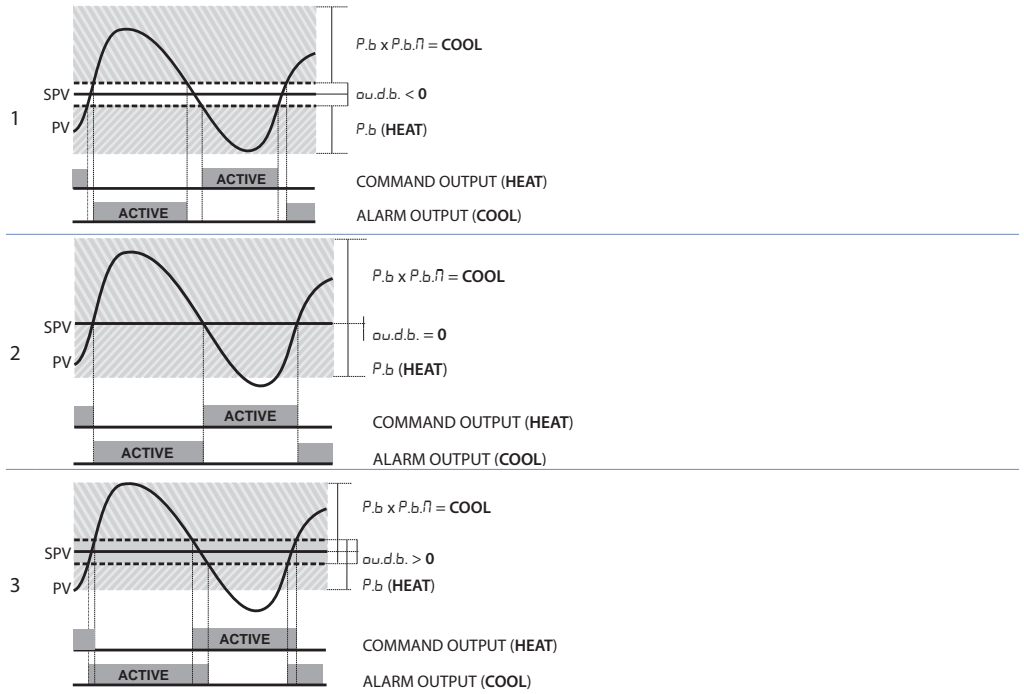 P.b x P.b.M = COOL
SPV
ou.d.b. < 0
1
PV
P.b (HEAT)
ACTIVE
COMMAND OUTPUT (HEAT)
ACTIVE
ALARM OUTPUT (COOL)
P.b x P.b.M = COOL
SPV
ou.d.b. = 0
2
PV
P.b (HEAT)
ACTIVE
COMMAND OUTPUT (HEAT)
ACTIVE
ALARM OUTPUT (COOL)
P.b x P.b.M = COOL
SPV
ou.d.b. > 0
3
PV
P.b (HEAT)
ACTIVE
COMMAND OUTPUT (HEAT)
ACTIVE
ALARM OUTPUT (COOL)